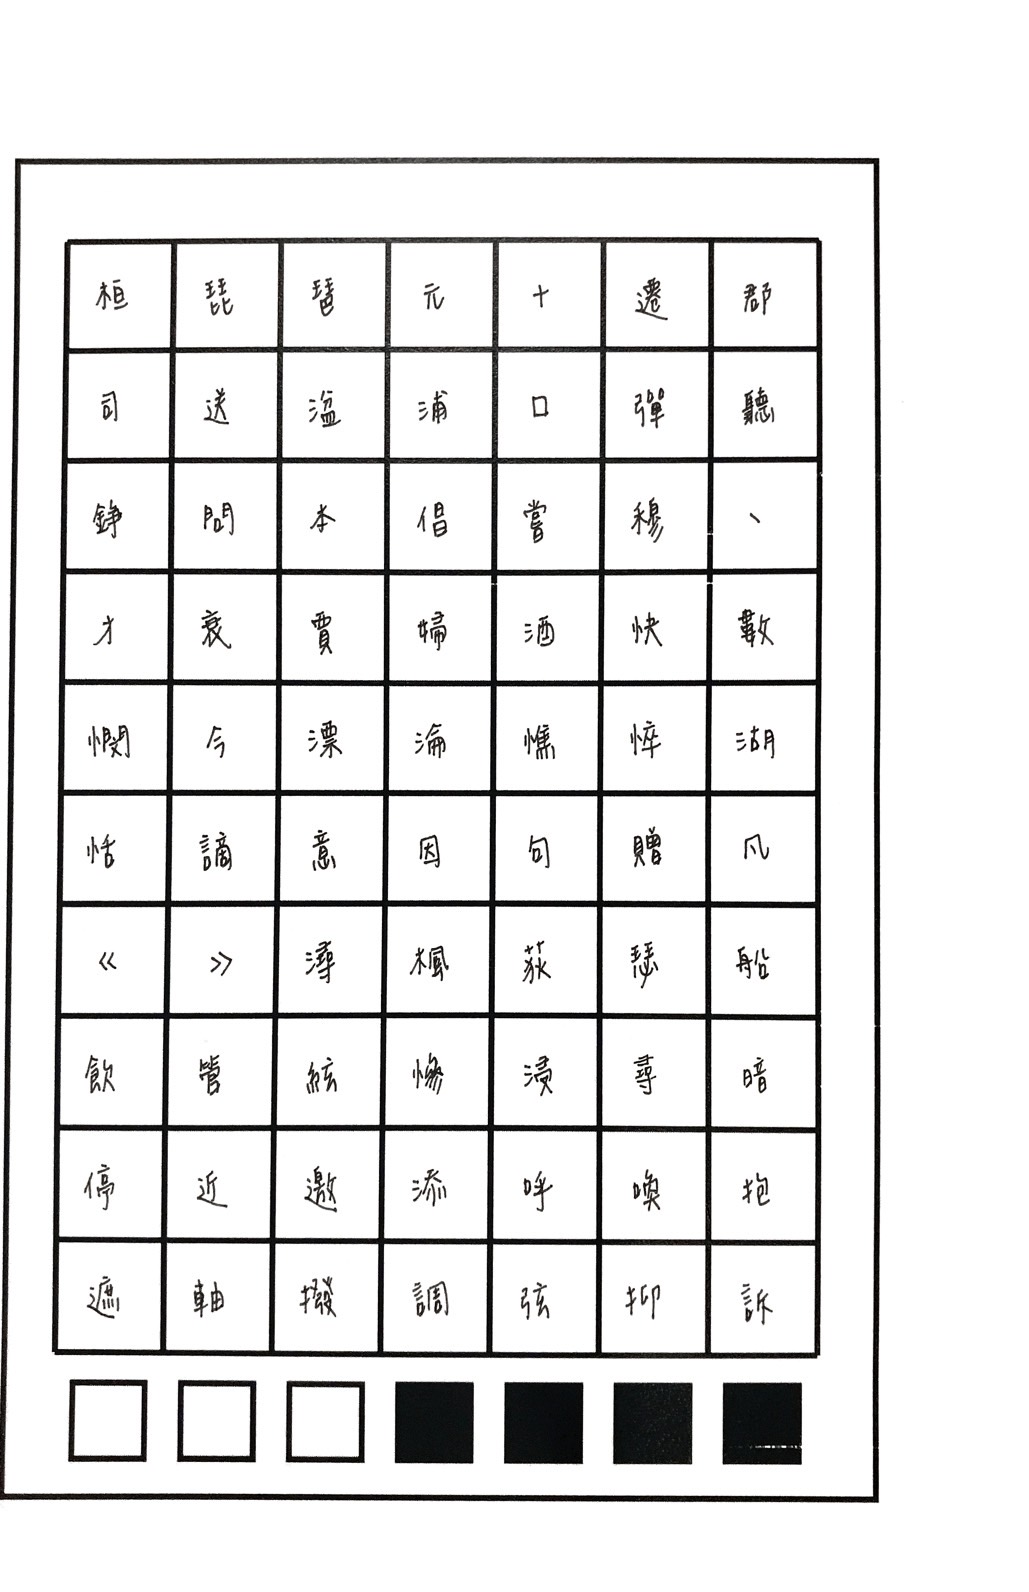 桓琵琶元十遷郡
司送湓浦口彈聽
錚問本倡嘗穆、
才衰賈婦酒快數
憫今漂淪憔悴湖
恬謫意因句贈凡
《》潯楓荻瑟船
飲管絃慘浸尋暗
停近邀添呼喚抱
遮軸撥調弦抑訴